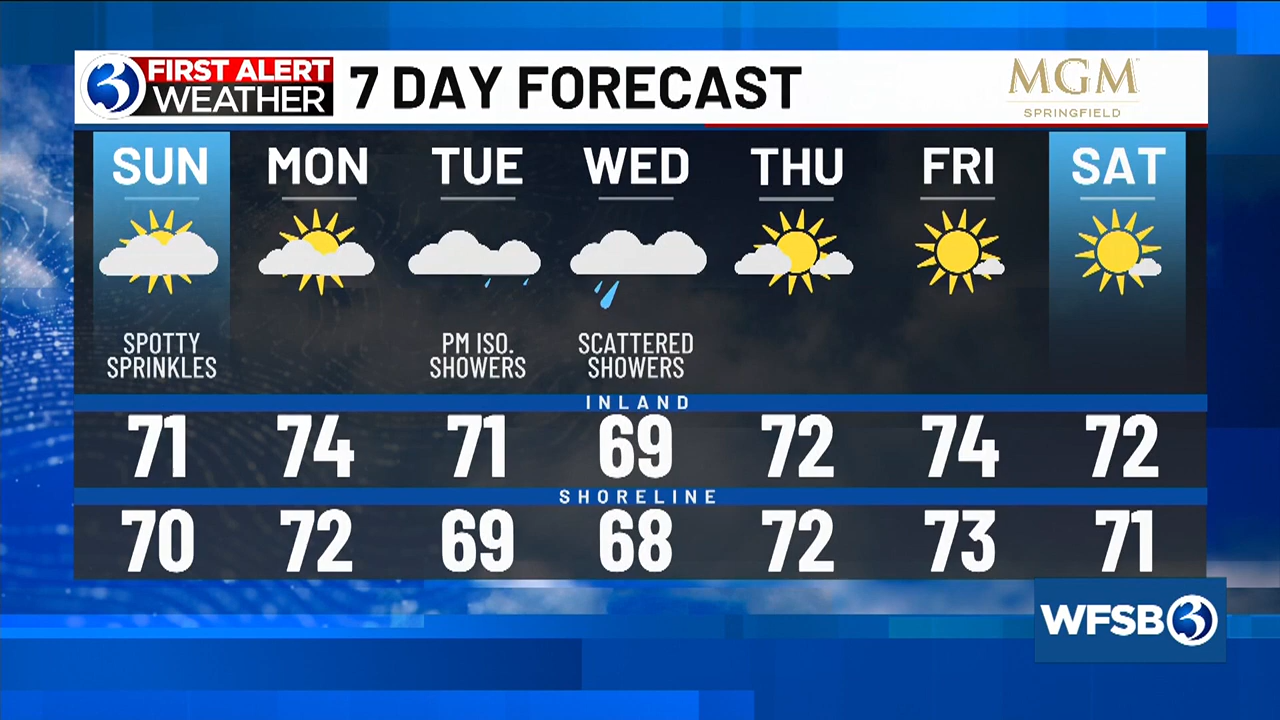 3 FIRST ALERT
WEATHER
7 DAY FORECAST
MGM
SPRINGFIELD
SUN MON TUE WED THU FRI SAT
SPOTTY PM ISO. SCATTERED
SPRINKLES SHOWERS SHOWERS
INLAND
71 74 71 69 72 74 72
SHORELINE
70 72 69 68 72 73 71
WFSB 3